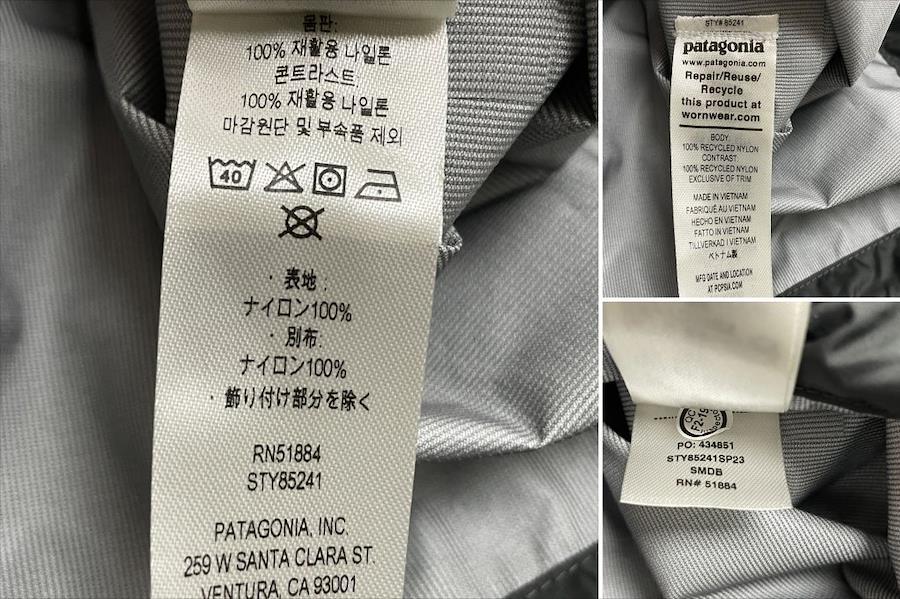 몸판:
100% 재활용 나일론
콘트라스트
100% 재활용 나일론
마감원단 및 부속품 제외
40
・表地:
ナイロン100%
・別布:
ナイロン100%
・飾り付け部分を除く
RN51884
STY85241
PATAGONIA, INC.
259 W SANTA CLARA ST.
VENTURA, CA 93001
STY# 85241
patagonia
www.patagonia.com
Repair/Reuse/
Recycle
this product at
wornwear.com
BODY:
100% RECYCLED NYLON
CONTRAST:
100% RECYCLED NYLON
EXCLUSIVE OF TRIM
MADE IN VIETNAM
FABRIQUÉ AU VIETNAM
HECHO EN VIETNAM
FATTO IN VIETNAM
TILLVERKAD I VIETNAM
ベトナム製
MFG DATE AND LOCATION
AT PCPSIA.COM
QC
PO: 434851
STY85241SP23
SMDB
RN# 51884